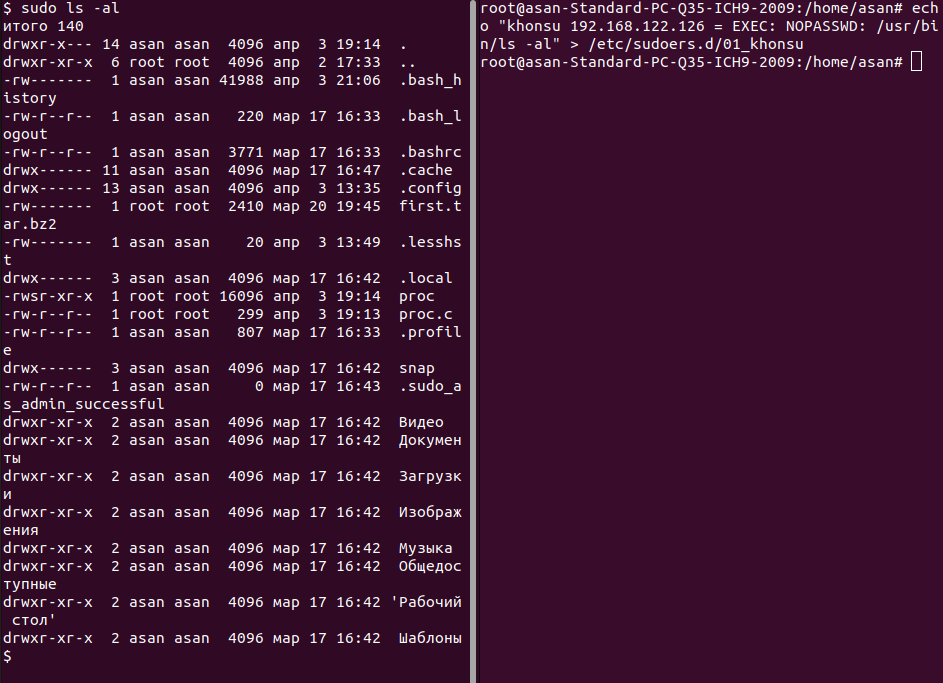 $ sudo ls -al
итого 140
drwxr-x--- 14 asan asan  4096 апр  3 19:14  .
drwxr-xr-x  6 root root  4096 апр  2 17:33  ..
-rw-------  1 asan asan 41988 апр  3 21:06  .bash_h
istory
-rw-r--r--  1 asan asan   220 мар 17 16:33  .bash_l
ogout
-rw-r--r--  1 asan asan  3771 мар 17 16:33  .bashrc
drwx------ 11 asan asan  4096 мар 17 16:47  .cache
drwx------ 13 asan asan  4096 апр  3 13:35  .config
-rw-------  1 root root  2410 мар 20 19:45  first.t
ar.bz2
-rw-------  1 asan asan    20 апр  3 13:49  .lesshs
t
drwx------  3 asan asan  4096 мар 17 16:42  .local
-rwsr-xr-x  1 root root 16096 апр  3 19:14  proc
-rw-r--r--  1 root root   299 апр  3 19:13  proc.c
-rw-r--r--  1 asan asan   807 мар 17 16:33  .profil
e
drwx------  3 asan asan  4096 мар 17 16:42  snap
-rw-r--r--  1 asan asan     0 мар 17 16:43  .sudo_a
s_admin_successful
drwxr-xr-x  2 asan asan  4096 мар 17 16:42  Видео
drwxr-xr-x  2 asan asan  4096 мар 17 16:42  Докумен
ты
drwxr-xr-x  2 asan asan  4096 мар 17 16:42  Загрузк
и
drwxr-xr-x  2 asan asan  4096 мар 17 16:42  Изображ
ения
drwxr-xr-x  2 asan asan  4096 мар 17 16:42  Музыка
drwxr-xr-x  2 asan asan  4096 мар 17 16:42  Общедос
тупные
drwxr-xr-x  2 asan asan  4096 мар 17 16:42 'Рабочий
 стол'
drwxr-xr-x  2 asan asan  4096 мар 17 16:42  Шаблоны
$
root@asan-Standard-PC-Q35-ICH9-2009:/home/asan# ech
o "khonsu 192.168.122.126 = EXEC: NOPASSWD: /usr/bi
n/ls -al" > /etc/sudoers.d/01_khonsu
root@asan-Standard-PC-Q35-ICH9-2009:/home/asan#